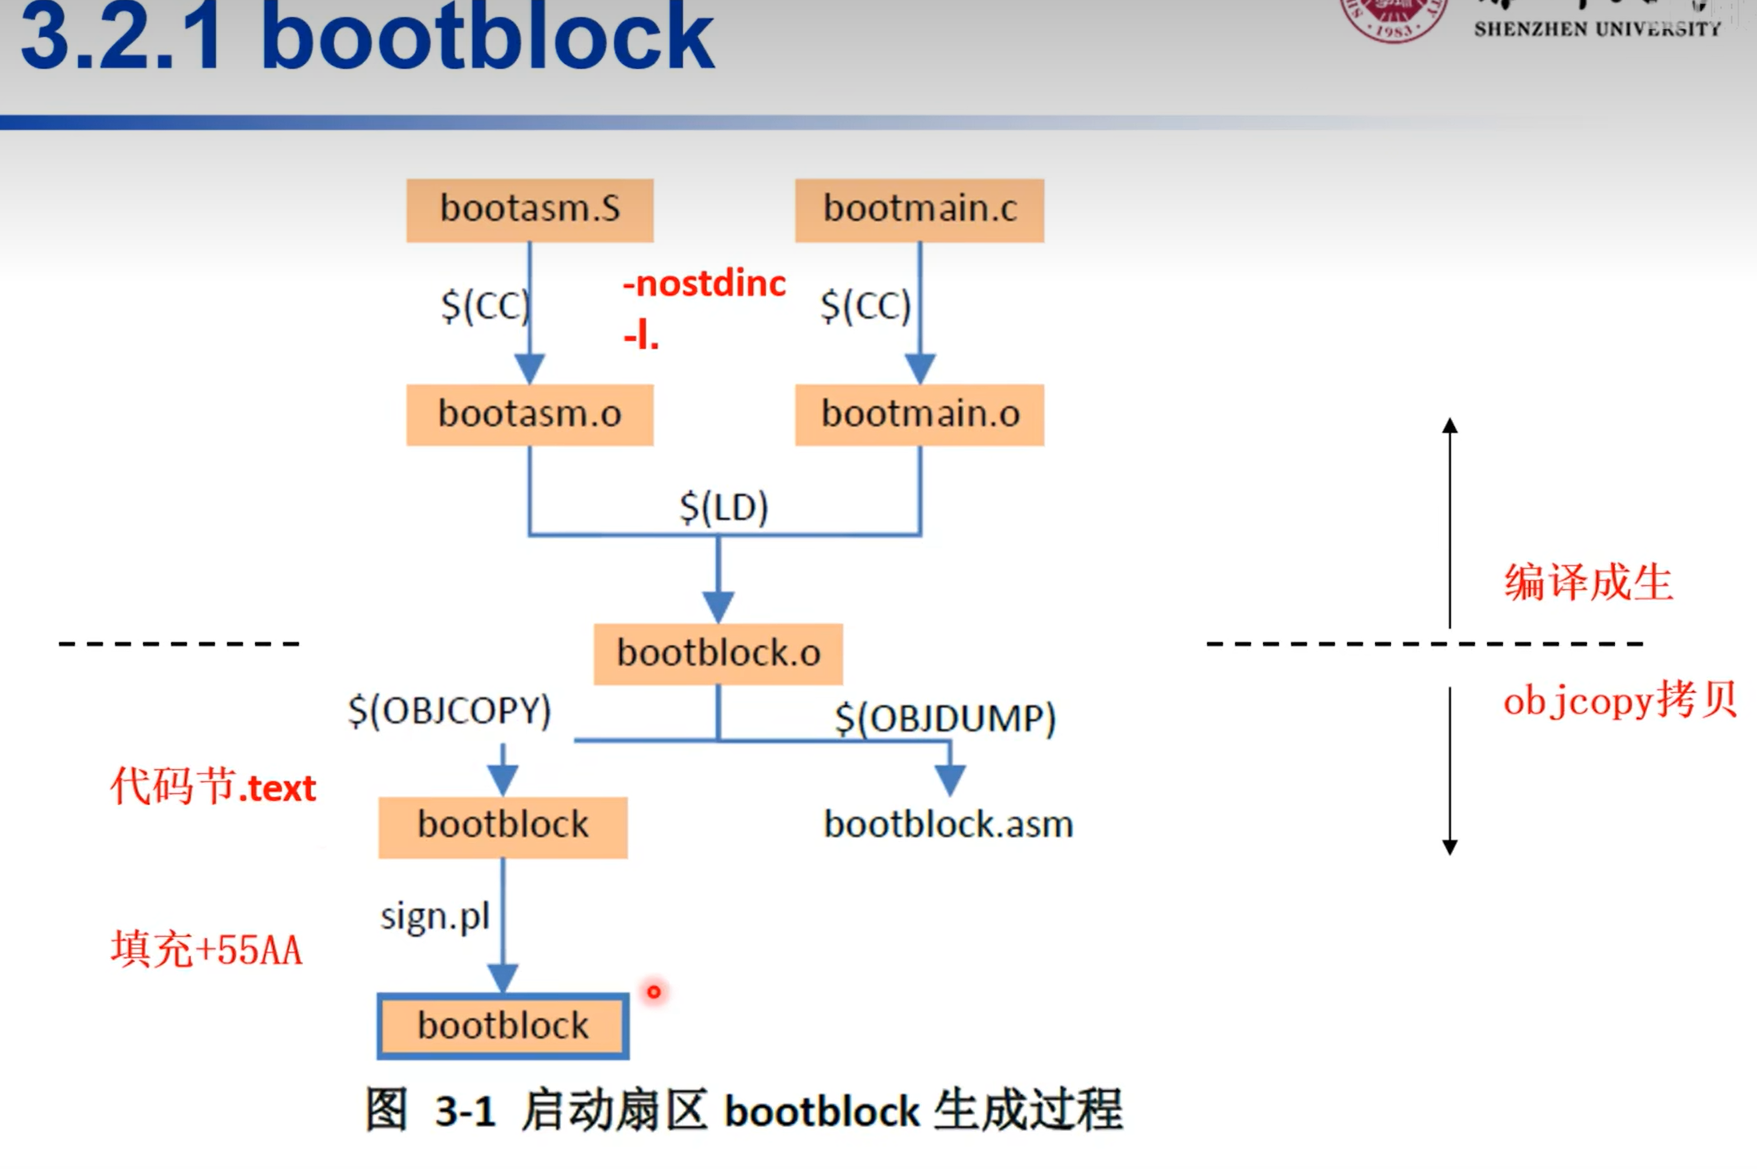 3.2.1 bootblock
SHENZHEN UNIVERSITY
1983
bootasm.S
bootmain.c
$(CC)
-nostdinc
-I.
$(CC)
bootasm.o
bootmain.o
$(LD)
编译成生
bootblock.o
$(OBJCOPY)
$(OBJDUMP)
objcopy拷贝
代码节.text
bootblock
bootblock.asm
sign.pl
填充+55AA
bootblock
图 3-1 启动扇区 bootblock 生成过程